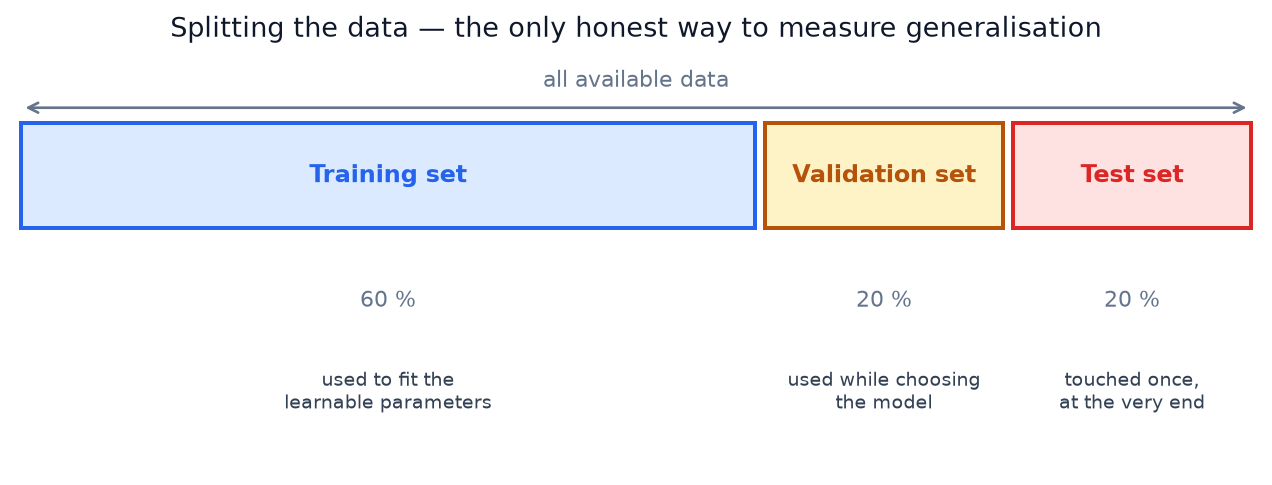 Splitting the data — the only honest way to measure generalisation
all available data
Training set
Validation set
Test set
60 %
20 %
20 %
used to fit the
learnable parameters
used while choosing
the model
touched once,
at the very end